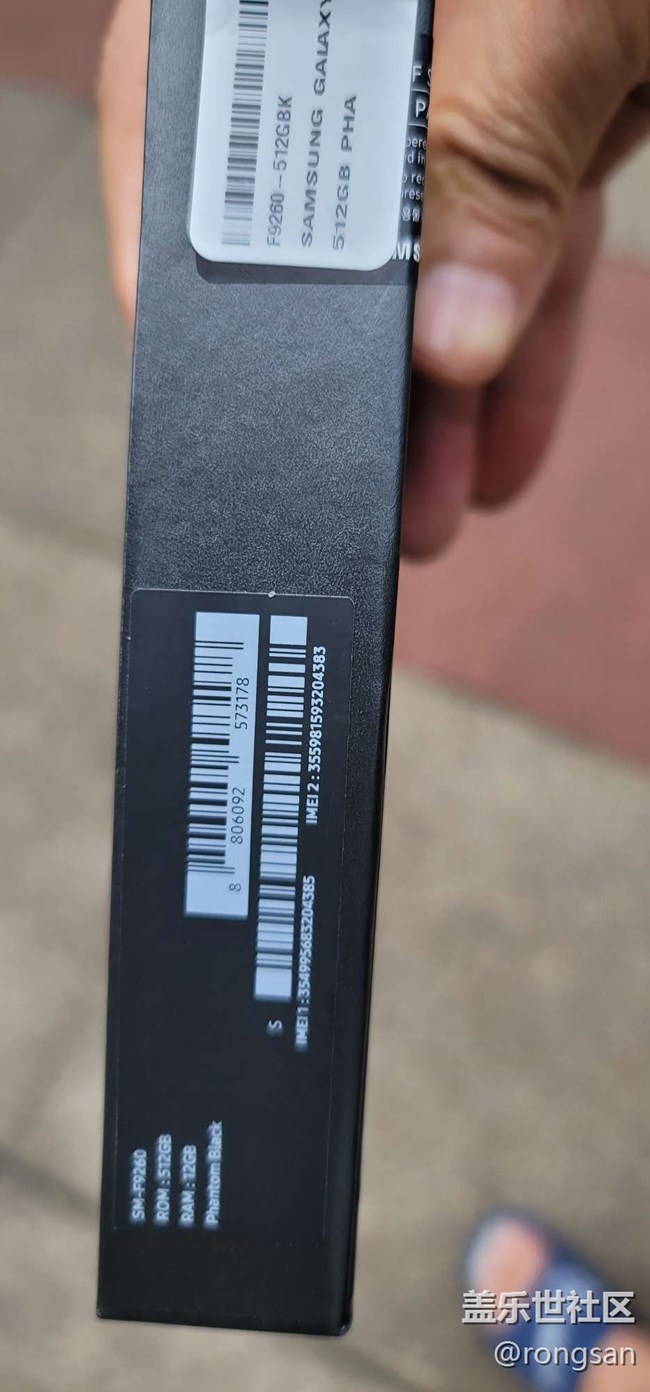 F9260-512GBK
SAMSUNG GALAXY
512GB PHA
8 806092 573178
S
IMEI 1 : 354995683204385
IMEI 2 : 355981593204383
SM-F9260
ROM : 512GB
RAM : 12GB
Phantom Black
盖乐世社区
@rongsan